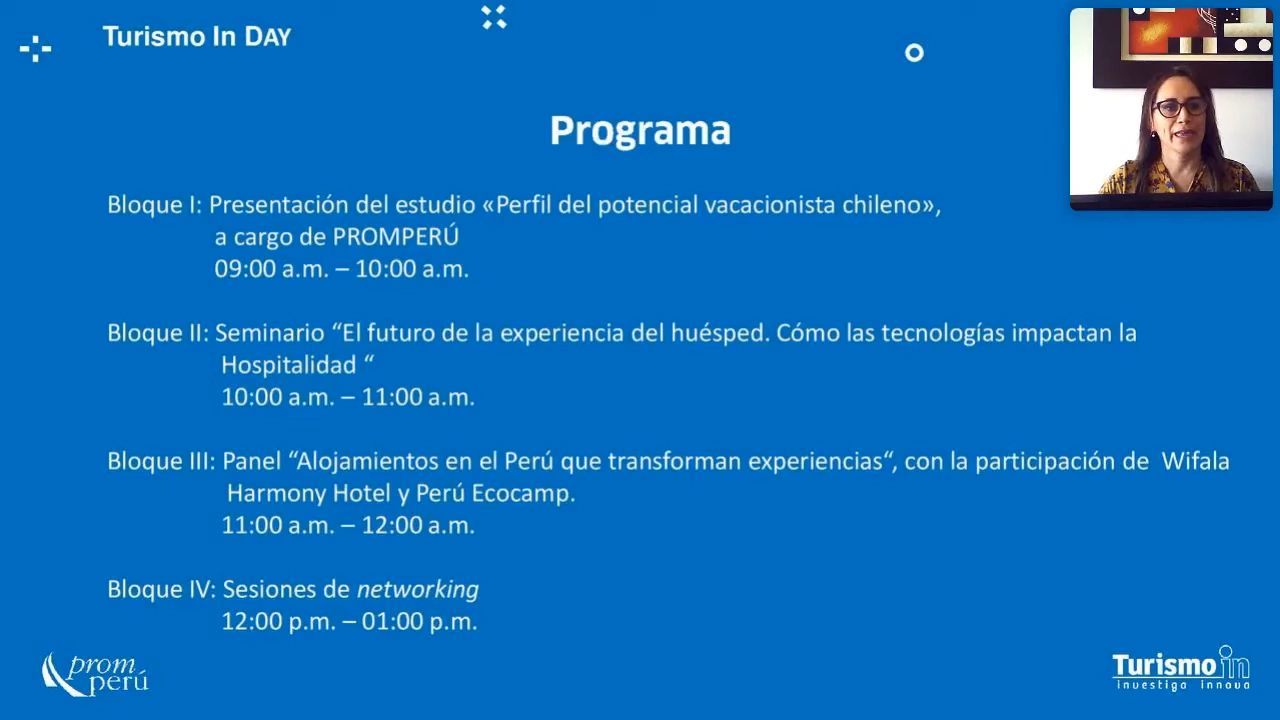 Turismo In DAY
Programa
Bloque I: Presentación del estudio «Perfil del potencial vacacionista chileno»,
a cargo de PROMPERÚ
09:00 a.m. – 10:00 a.m.
Bloque II: Seminario “El futuro de la experiencia del huésped. Cómo las tecnologías impactan la
Hospitalidad “
10:00 a.m. – 11:00 a.m.
Bloque III: Panel “Alojamientos en el Perú que transforman experiencias“, con la participación de Wifala
Harmony Hotel y Perú Ecocamp.
11:00 a.m. – 12:00 a.m.
Bloque IV: Sesiones de networking
12:00 p.m. – 01:00 p.m.
prom
perú
Turismo in
investiga innova